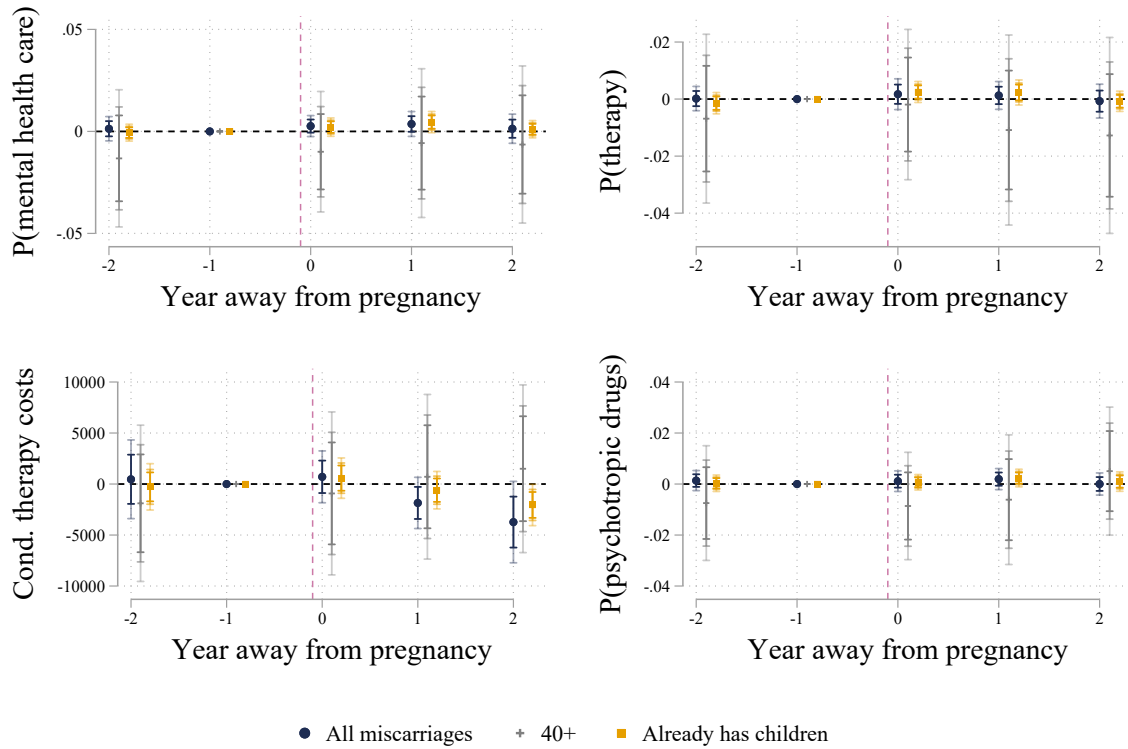 P(mental health care)
.05
0
-.05
-2 -1 0 1 2
Year away from pregnancy
P(therapy)
.02
0
-.02
-.04
-2 -1 0 1 2
Year away from pregnancy
Cond. therapy costs
10000
5000
0
-5000
-10000
-2 -1 0 1 2
Year away from pregnancy
P(psychotropic drugs)
.04
.02
0
-.02
-.04
-2 -1 0 1 2
Year away from pregnancy
All miscarriages 40+ Already has children